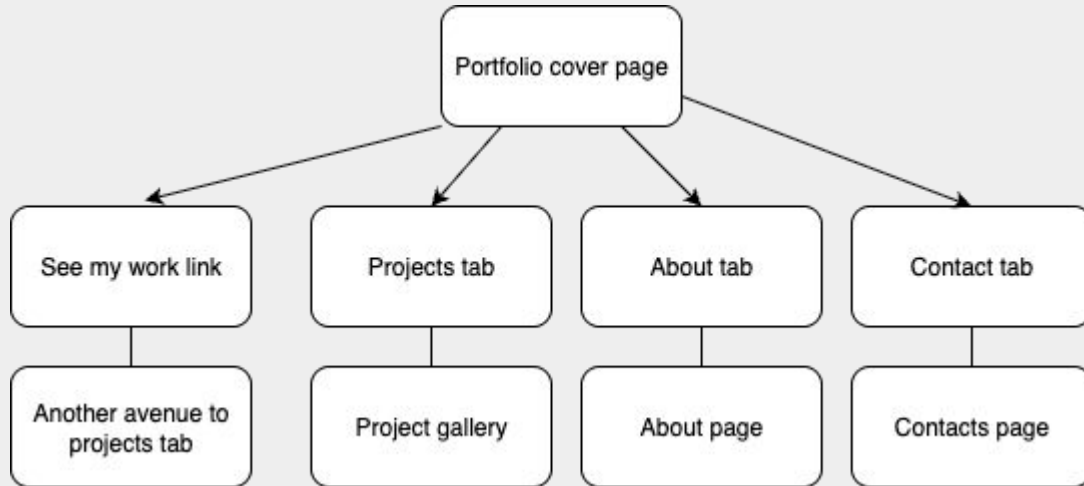 Portfolio cover page
See my work link
Projects tab
About tab
Contact tab
Another avenue to
projects tab
Project gallery
About page
Contacts page